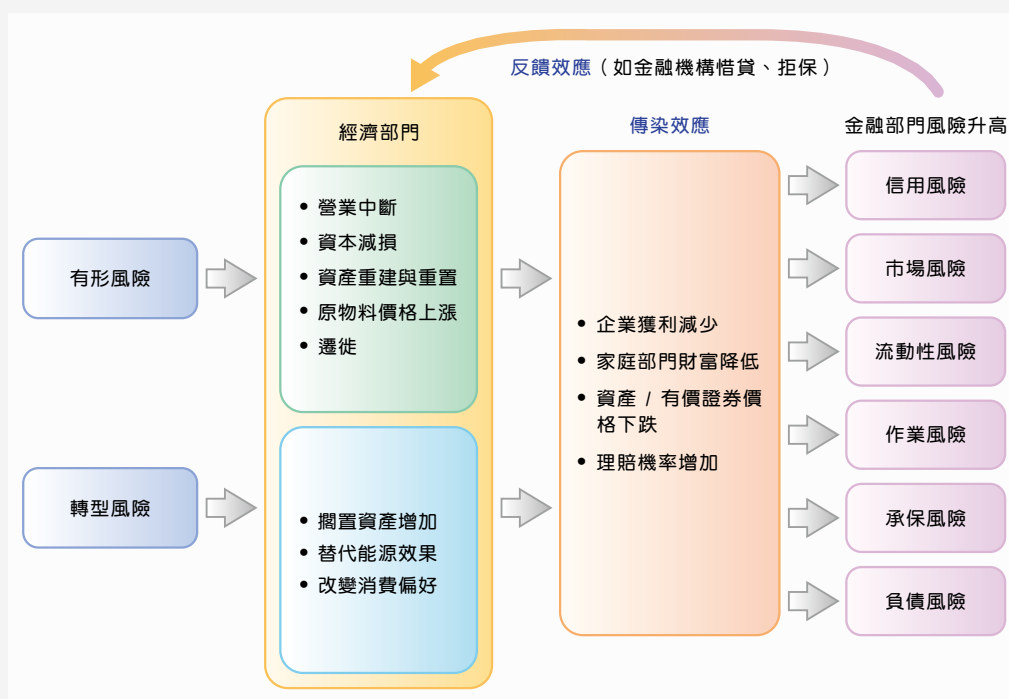 反饋效應（如金融機構惜貸、拒保）
經濟部門
傳染效應
金融部門風險升高
有形風險
• 營業中斷
• 資本減損
• 資產重建與重置
• 原物料價格上漲
• 遷徙
轉型風險
• 擱置資產增加
• 替代能源效果
• 改變消費偏好
• 企業獲利減少
• 家庭部門財富降低
• 資產 / 有價證券價
格下跌
• 理賠機率增加
信用風險
市場風險
流動性風險
作業風險
承保風險
負債風險